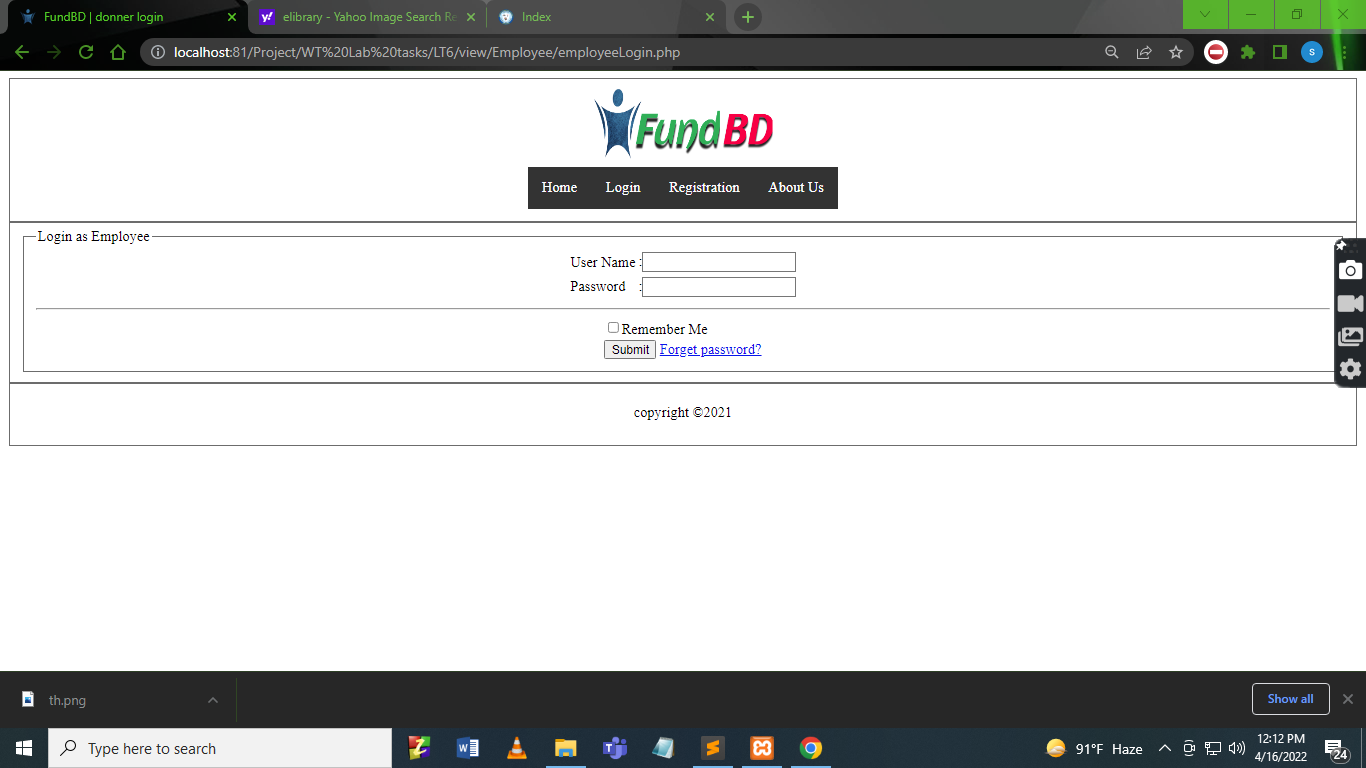 FundBD | donner login
elibrary - Yahoo Image Search Re
Index
localhost:81/Project/WT%20Lab%20tasks/LT6/view/Employee/employeeLogin.php
S
FundBD
Home Login Registration About Us
Login as Employee
User Name :
Password :
Remember Me
Submit Forget password?
copyright ©2021
th.png
Show all
Type here to search
91°F Haze
12:12 PM
4/16/2022
24